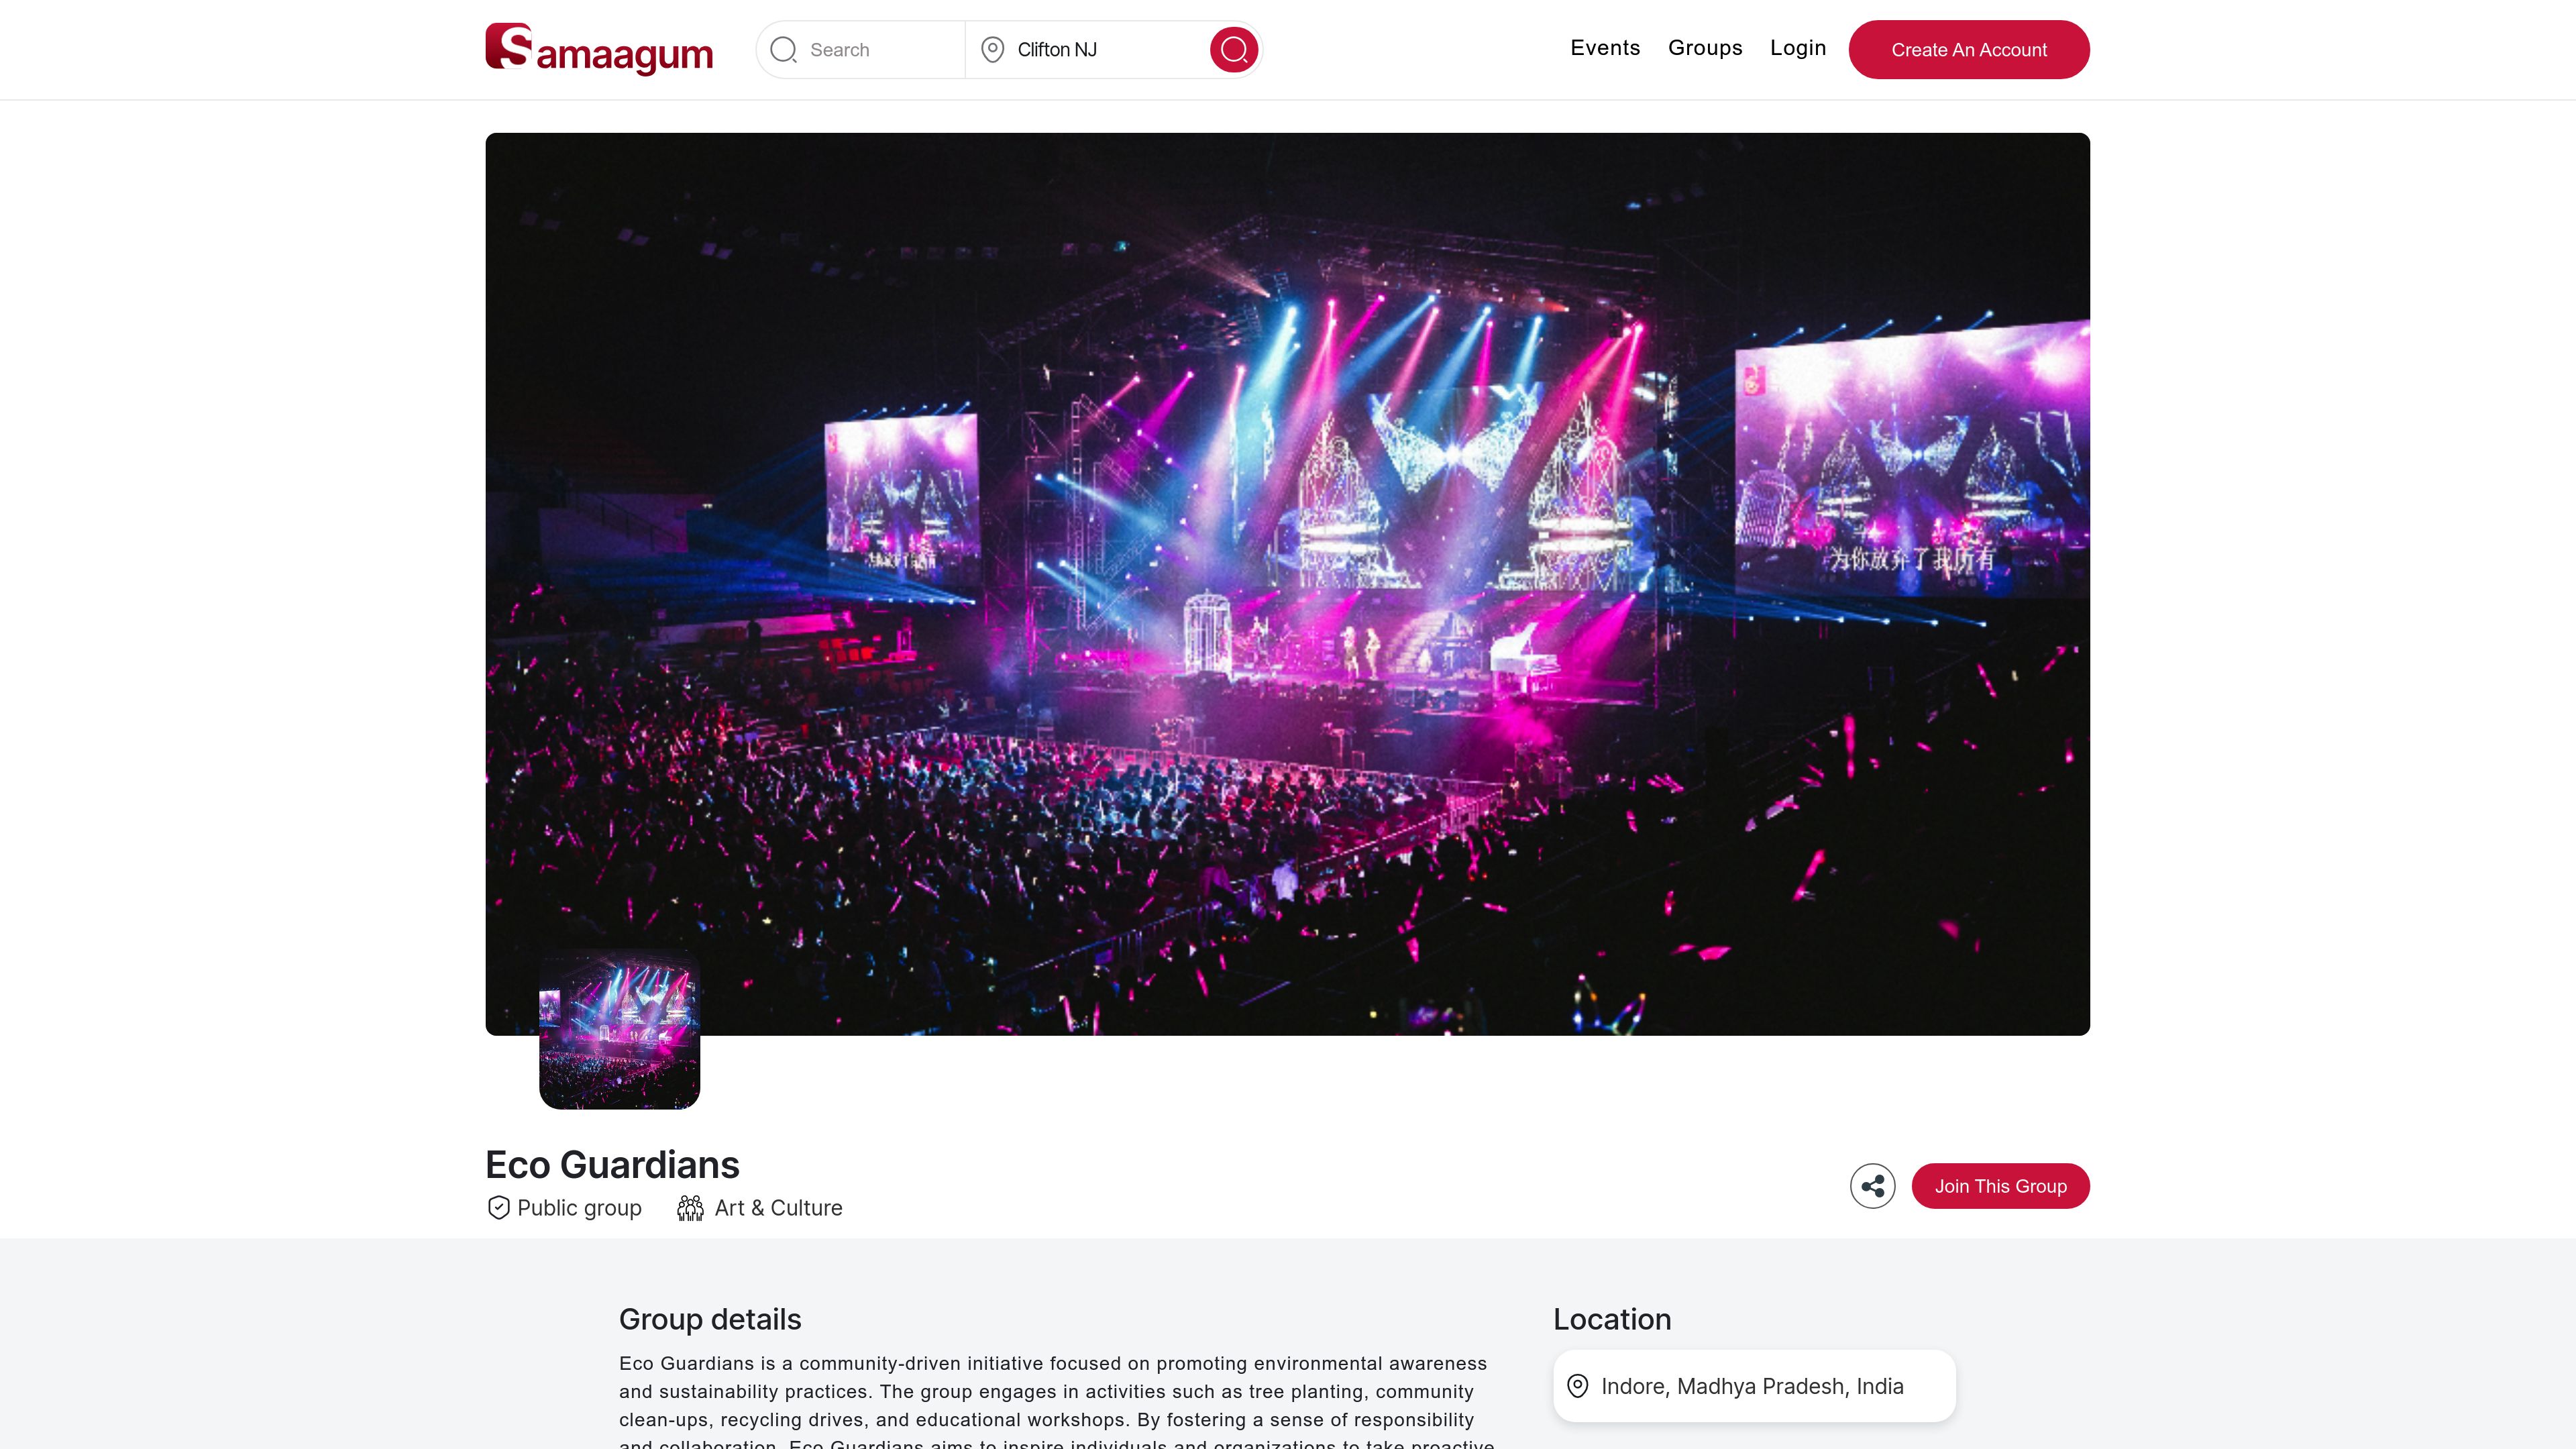 Samaagum
Search
Clifton NJ
Events
Groups
Login
Create An Account
为你放弃了我所有
Eco Guardians
Public group
Art & Culture
Join This Group
Group details
Location
Eco Guardians is a community-driven initiative focused on promoting environmental awareness
and sustainability practices. The group engages in activities such as tree planting, community
clean-ups, recycling drives, and educational workshops. By fostering a sense of responsibility
and collaboration, Eco Guardians aims to inspire individuals and organizations to take proactive
Indore, Madhya Pradesh, India